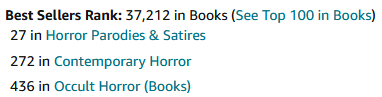 Best Sellers Rank: 37,212 in Books (See Top 100 in Books)
27 in Horror Parodies & Satires
272 in Contemporary Horror
436 in Occult Horror (Books)